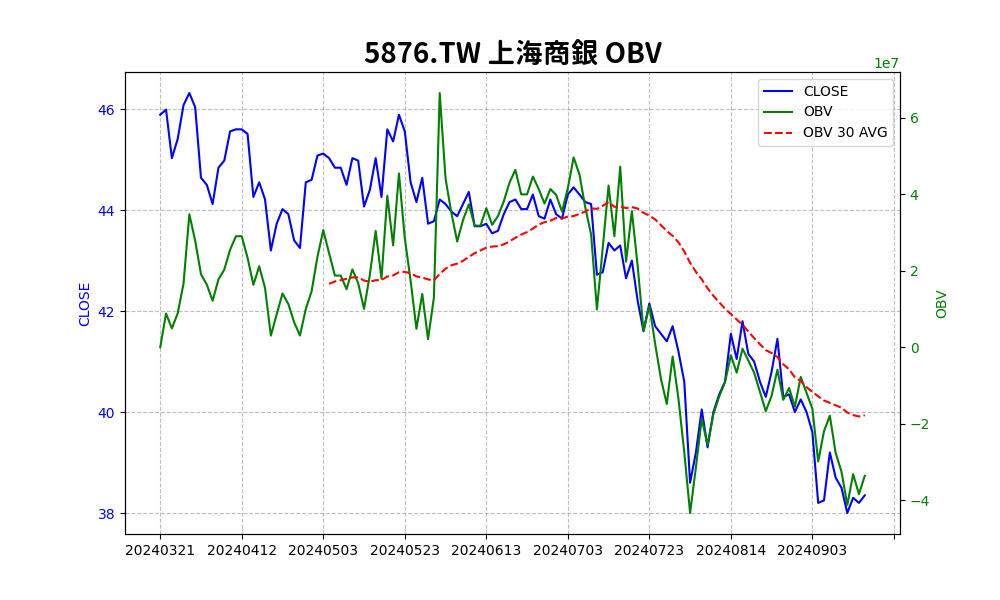 5876.TW 上海商銀 OBV
1e7
CLOSE
OBV
OBV 30 AVG
46
44
42
40
38
CLOSE
6
4
2
0
−2
−4
OBV
20240321 20240412 20240503 20240523 20240613 20240703 20240723 20240814 20240903